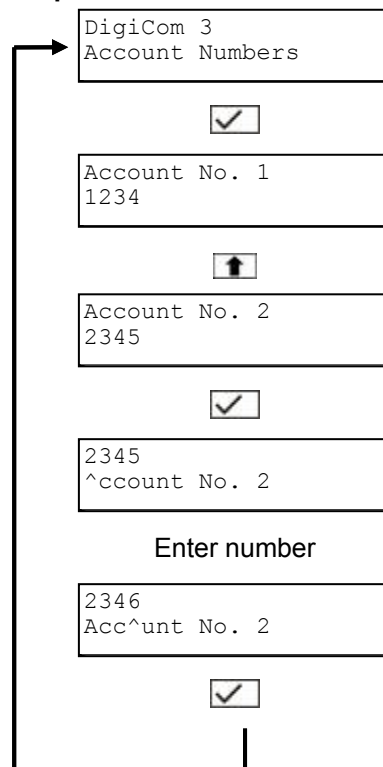 DigiCom 3
Account Numbers
Account No. 1
1234
Account No. 2
2345
2345
^ccount No. 2
Enter number
2346
Acc^unt No. 2